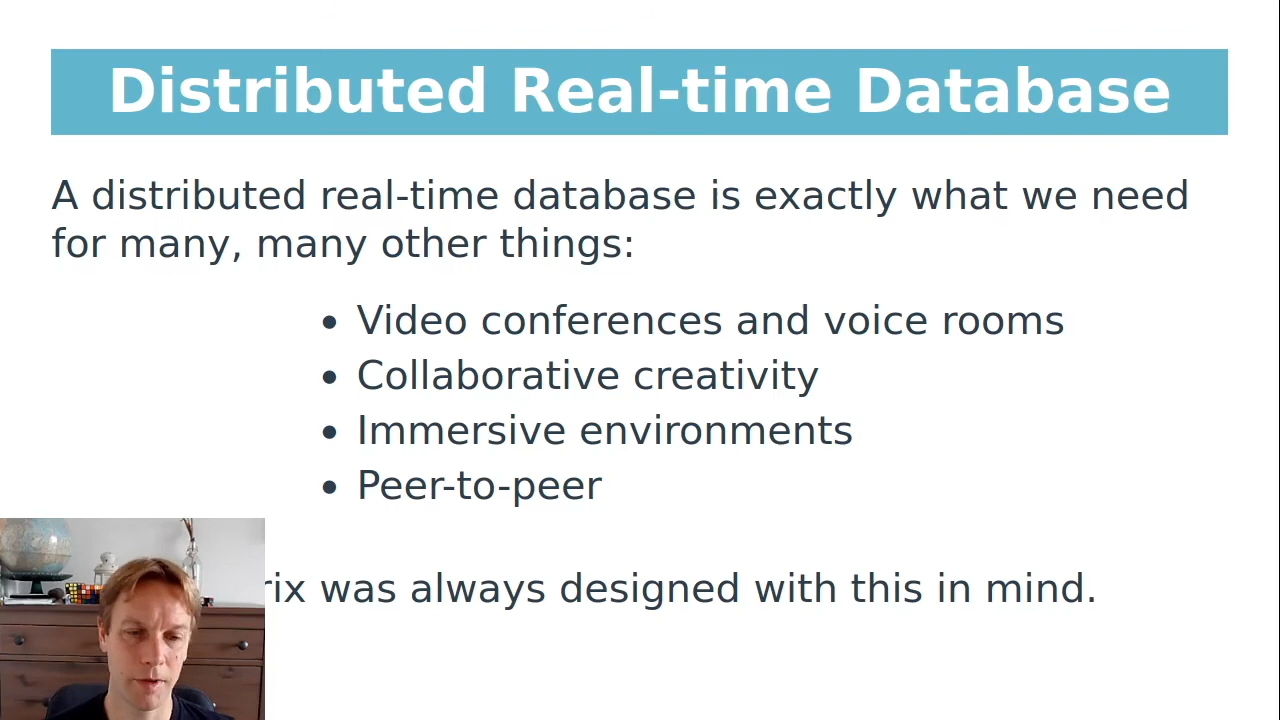 Distributed Real-time Database
A distributed real-time database is exactly what we need
for many, many other things:
• Video conferences and voice rooms
• Collaborative creativity
• Immersive environments
• Peer-to-peer
was always designed with this in mind.